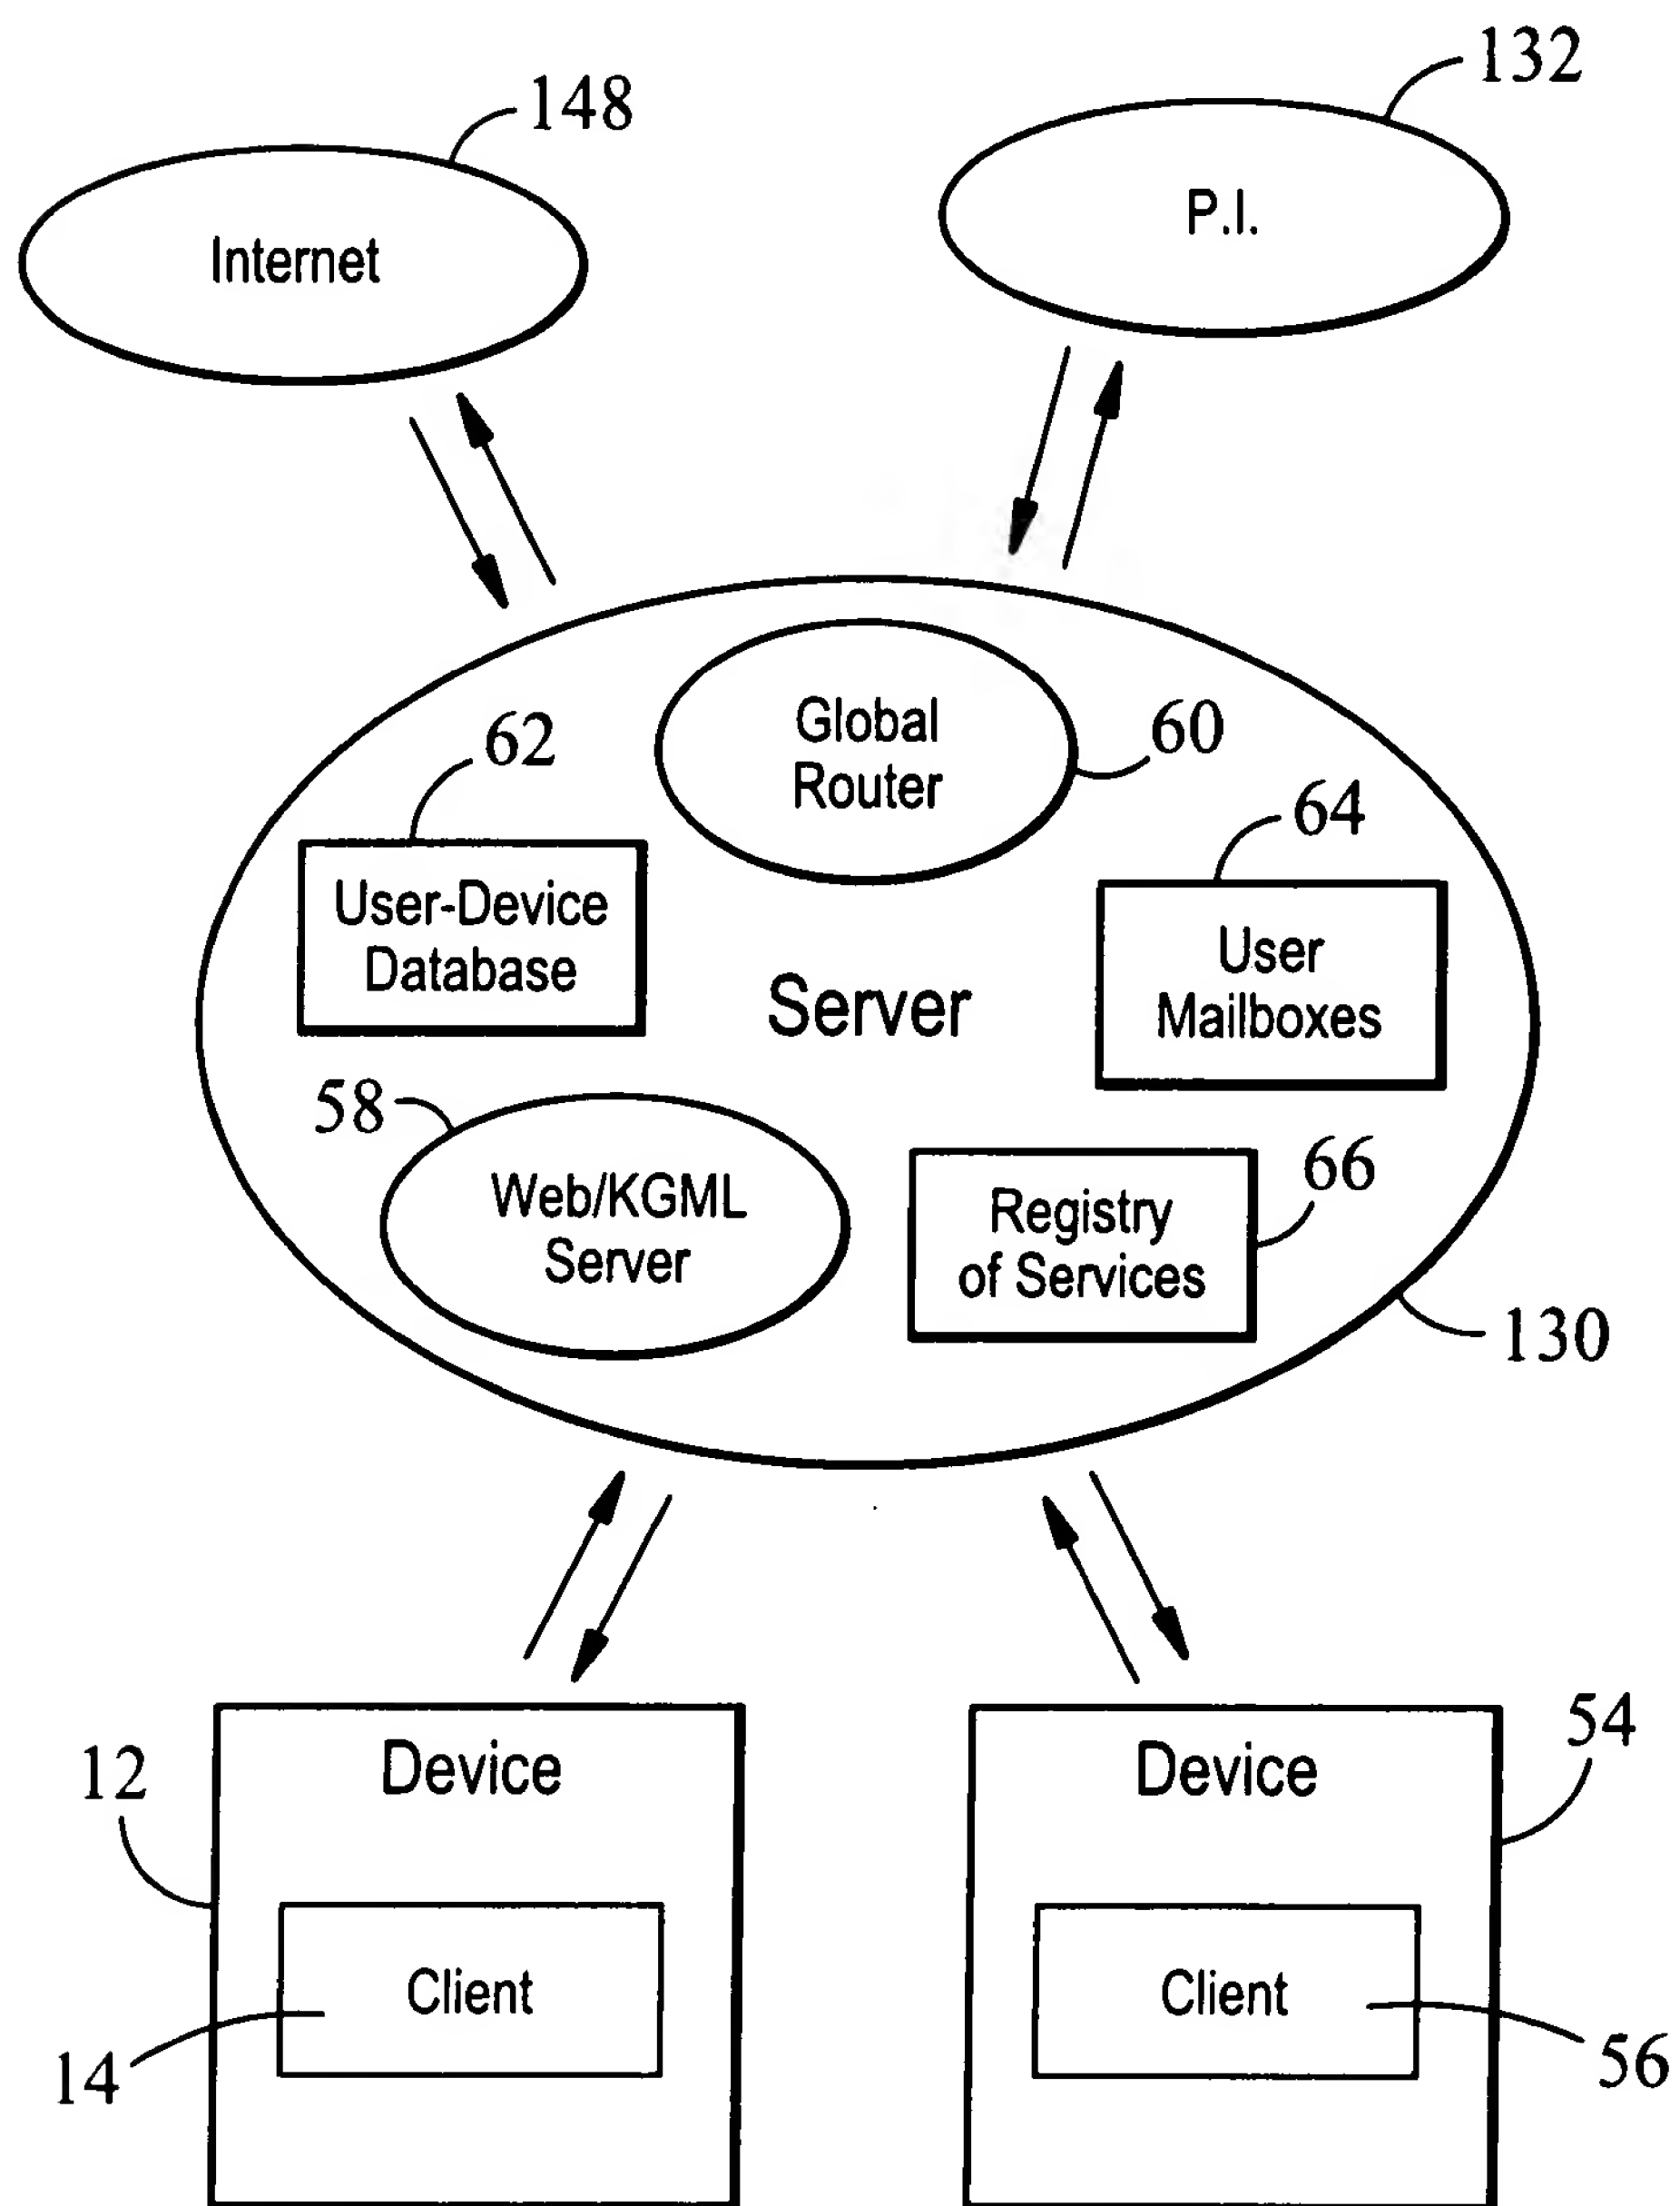 132
148
P.I.
Internet
Global
Router
60
62
64
User-Device
Database
User
Mailboxes
Server
58
66
Web/KGML
Server
Registry
of Services
130
54
Device
Device
12
Client
Client
14
56